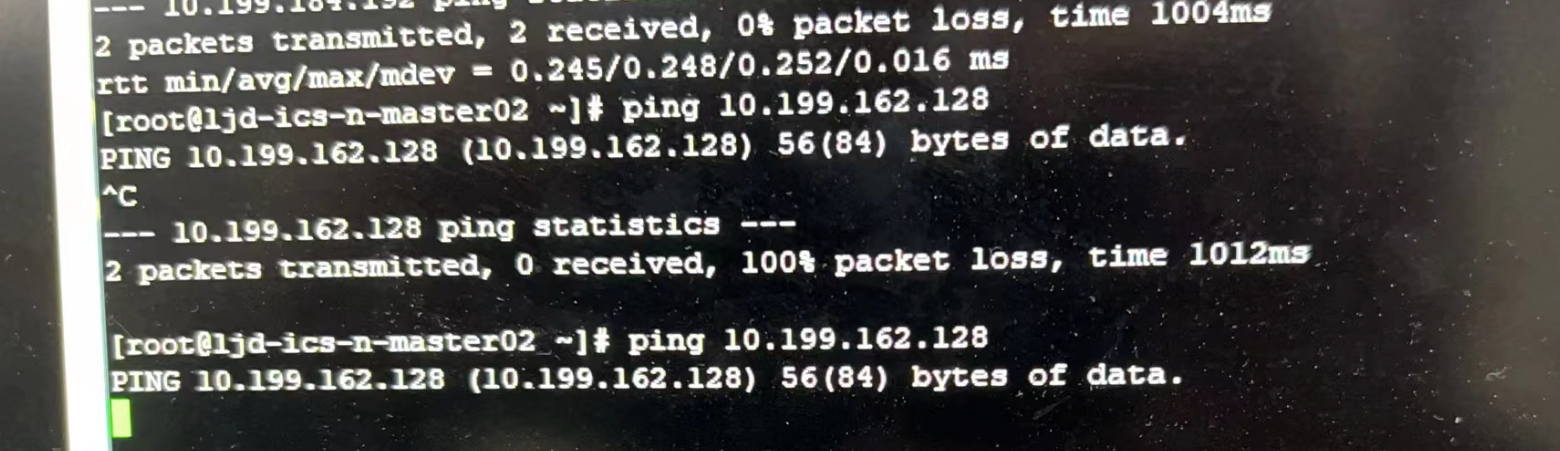 --- 10.199.184.192 ping
2 packets transmitted, 2 received, 0% packet loss, time 1004ms
rtt min/avg/max/mdev = 0.245/0.248/0.252/0.016 ms
[root@ljd-ics-n-master02 ~]# ping 10.199.162.128
PING 10.199.162.128 (10.199.162.128) 56(84) bytes of data.
^C
--- 10.199.162.128 ping statistics ---
2 packets transmitted, 0 received, 100% packet loss, time 1012ms
[root@ljd-ics-n-master02 ~]# ping 10.199.162.128
PING 10.199.162.128 (10.199.162.128) 56(84) bytes of data.